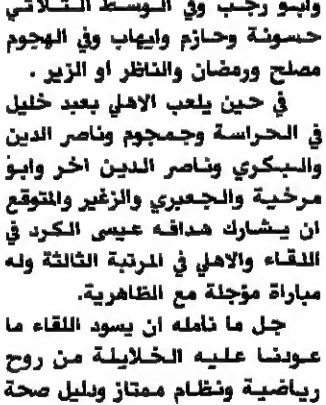 وابو رجب وفي الوسط الثلاثي
حسونة وحازم وايهاب وفي الهجوم
مصلح ورمضان والناظر او الزير .
في حين يلعب الاهلي بعبد خليل
في الحراسة وجمجوم وناصر الدين
والبكري وناصر الدين اخر وابو
مرخية والجعبري والزغير والمتوقع
ان يشارك هدافه عيسى الكرد في
اللقاء والاهلي في المرتبة الثالثة وله
مباراة مؤجلة مع الظاهرية.
جل ما نامله ان يسود اللقاء ما
عودنا عليه الخلايلة من روح
رياضية ونظام ممتاز ودليل صحة